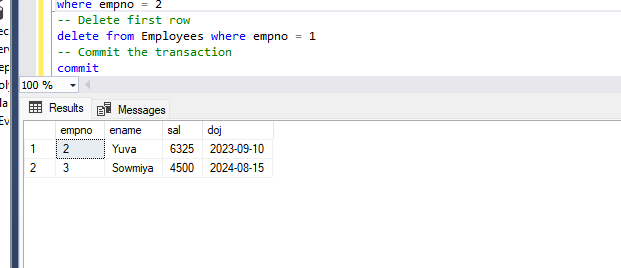 where empno = 2
-- Delete first row
delete from Employees where empno = 1
-- Commit the transaction
commit
100 %
Results Messages
empno ename sal doj
1 2 Yuva 6325 2023-09-10
2 3 Sowmiya 4500 2024-08-15